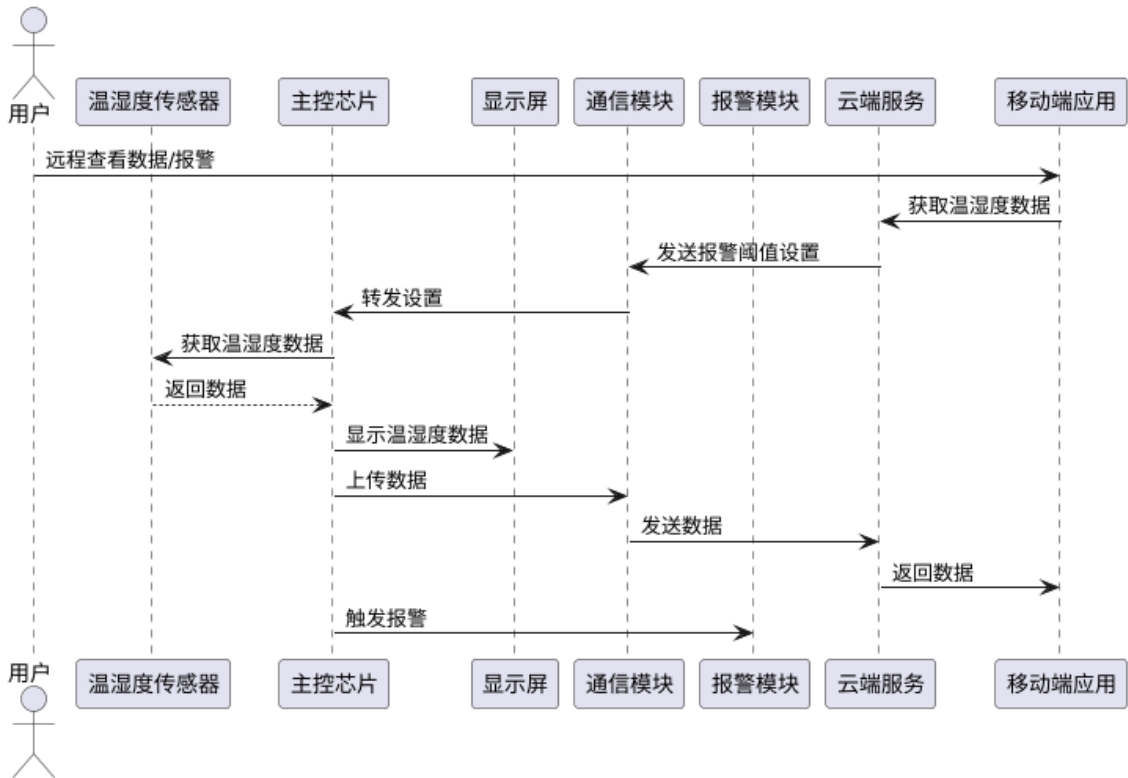 用户
温湿度传感器
主控芯片
显示屏
通信模块
报警模块
云端服务
移动端应用
远程查看数据/报警
获取温湿度数据
发送报警阈值设置
转发设置
获取温湿度数据
返回数据
显示温湿度数据
上传数据
发送数据
返回数据
触发报警
用户
温湿度传感器
主控芯片
显示屏
通信模块
报警模块
云端服务
移动端应用